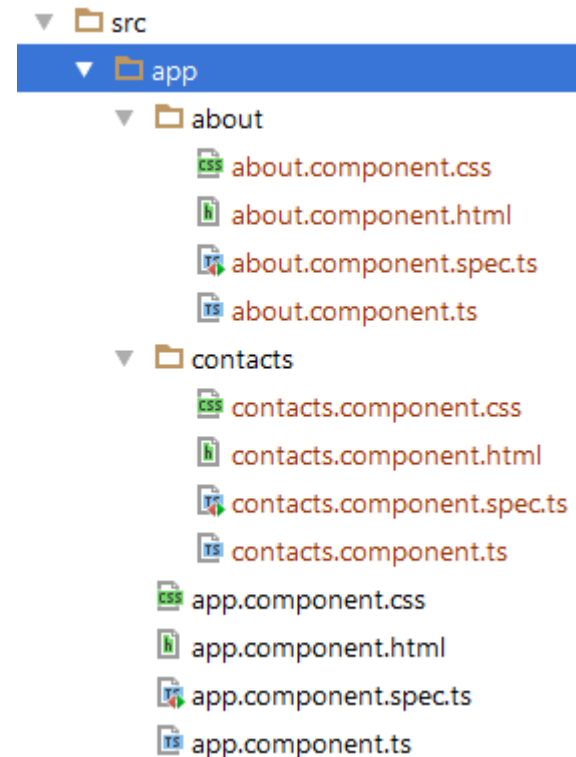 src
app
about
about.component.css
about.component.html
about.component.spec.ts
about.component.ts
contacts
contacts.component.css
contacts.component.html
contacts.component.spec.ts
contacts.component.ts
app.component.css
app.component.html
app.component.spec.ts
app.component.ts